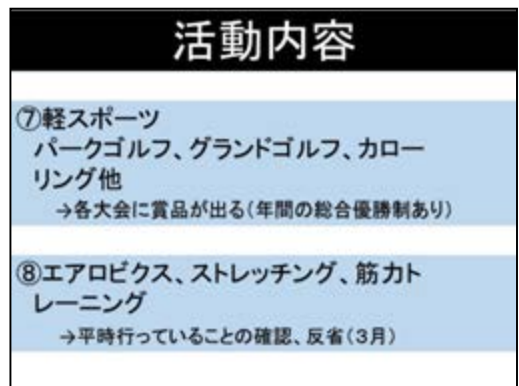 活動内容
⑦軽スポーツ
パークゴルフ、グランドゴルフ、カロー
リング他
→各大会に賞品が出る(年間の総合優勝制あり)
⑧エアロビクス、ストレッチング、筋力ト
レーニング
→平時行っていることの確認、反省(3月)